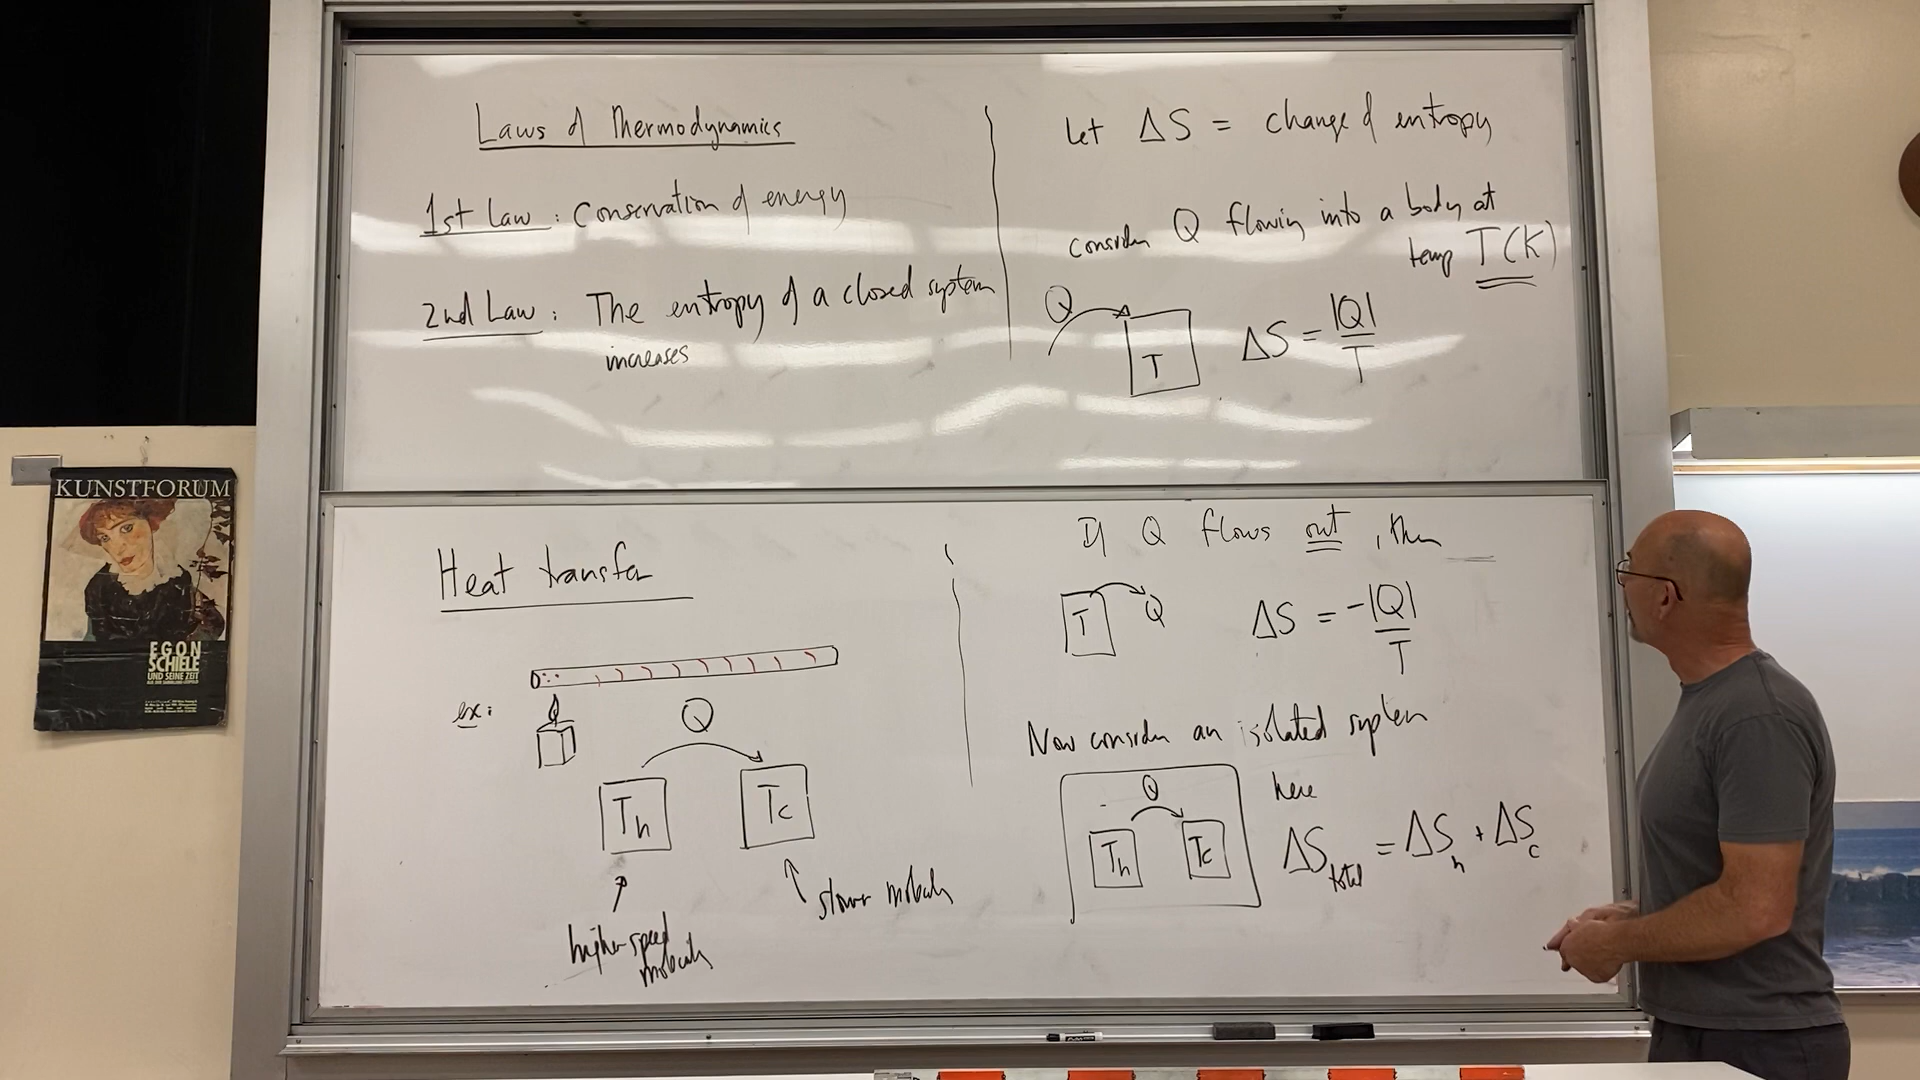 Laws of Thermodynamics
1st Law : Conservation of energy
2nd Law : The entropy of a closed system
increases
Let ΔS = change of entropy
consider Q flowing into a body at
temp T(K)
Q
T
ΔS = |Q|/T
Heat transfer
ex:
Q
Th
Tc
higher speed
molecules
slower molecules
If Q flows out, then __
T
Q
ΔS = -|Q|/T
Now consider an isolated system
Q
Th
Tc
here
ΔS total = ΔSh + ΔSc
KUNSTFORUM
EGON
SCHIELE
UND SEINE ZEIT